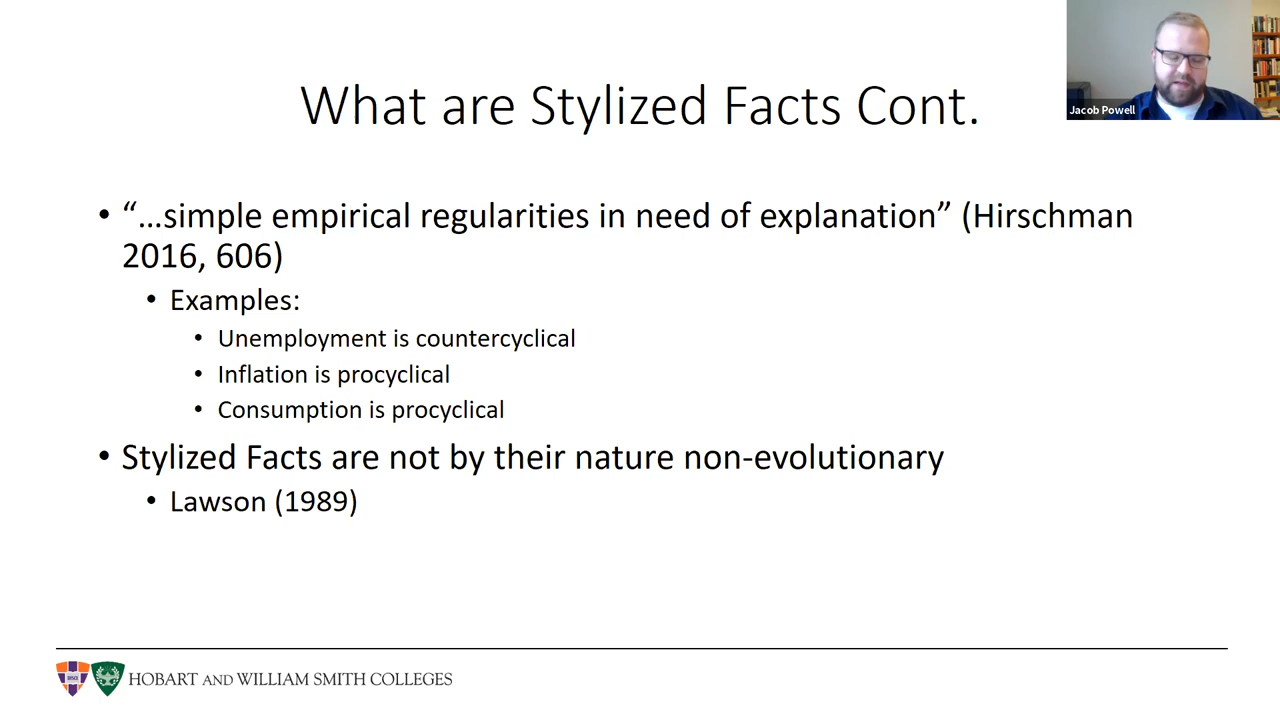 What are Stylized Facts Cont.
Jacob Powell
• “…simple empirical regularities in need of explanation” (Hirschman
2016, 606)
• Examples:
• Unemployment is countercyclical
• Inflation is procyclical
• Consumption is procyclical
• Stylized Facts are not by their nature non-evolutionary
• Lawson (1989)
HOBART AND WILLIAM SMITH COLLEGES